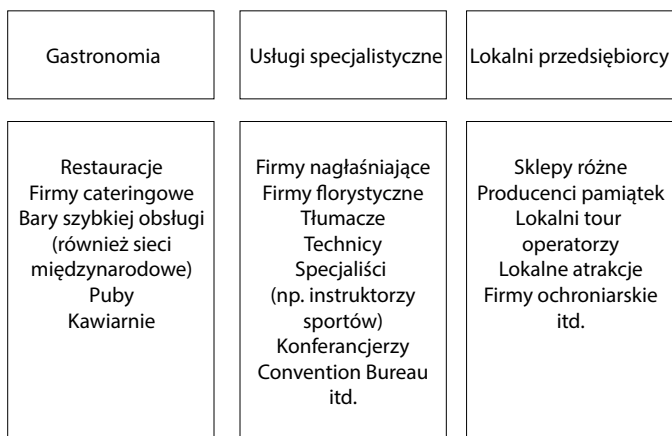 Gastronomia
Usługi specjalistyczne
Lokalni przedsiębiorcy
Restauracje
Firmy cateringowe
Bary szybkiej obsługi
(również sieci
międzynarodowe)
Puby
Kawiarnie
Firmy nagłaśniające
Firmy florystyczne
Tłumacze
Technicy
Specjaliści
(np. instruktorzy
sportów)
Konferancjerzy
Convention Bureau
itd.
Sklepy różne
Producenci pamiątek
Lokalni tour
operatorzy
Lokalne atrakcje
Firmy ochroniarskie
itd.